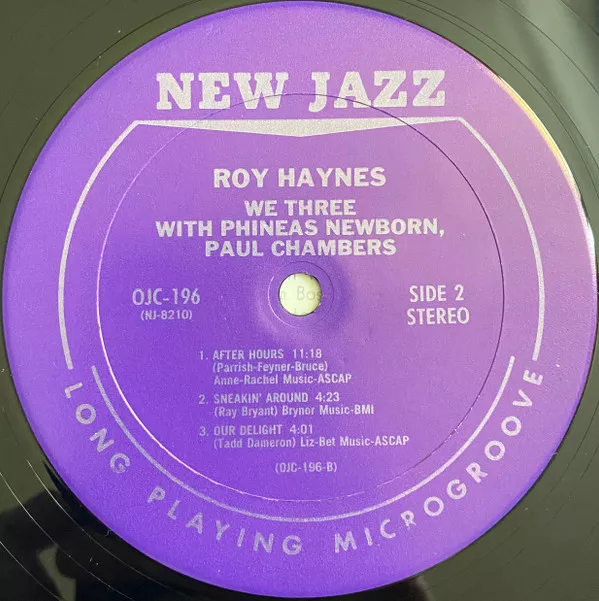 NEW JAZZ
ROY HAYNES
WE THREE
WITH PHINEAS NEWBORN,
PAUL CHAMBERS
OJC-196
(NJ-8210)
SIDE 2
STEREO
1. AFTER HOURS 11:18
(Parrish-Feyner-Bruce)
Anne-Rachel Music-ASCAP
2. SNEAKIN' AROUND 4:23
(Ray Bryant) Brynor Music-BMI
3. OUR DELIGHT 4:01
(Tadd Dameron) Liz-Bet Music-ASCAP
(OJC-196-B)
LONG PLAYING MICROGROOVE